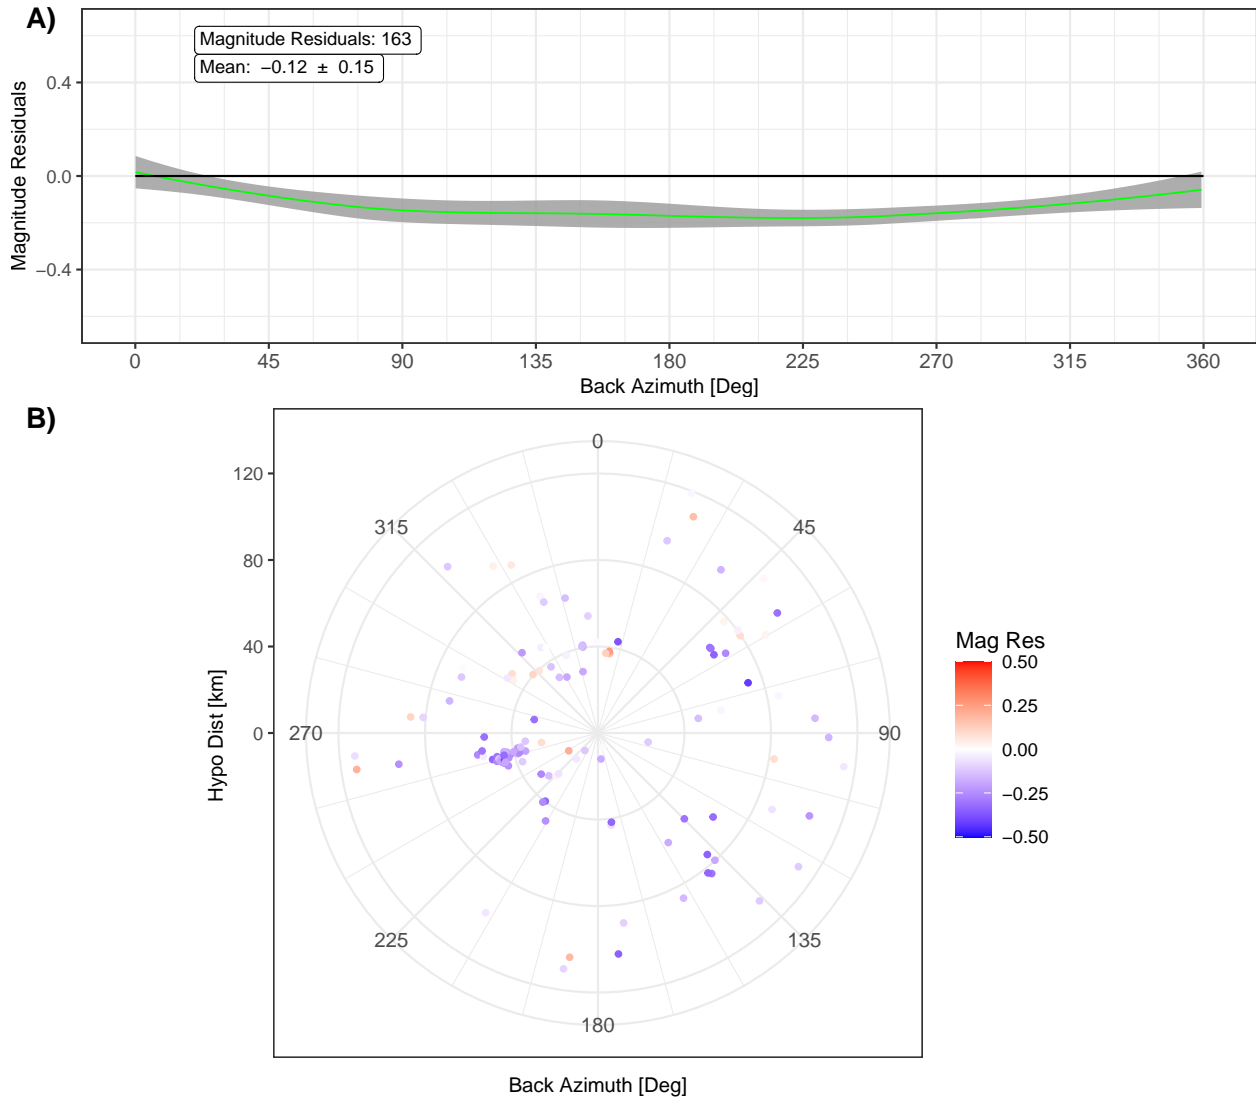 A)
Magnitude Residuals: 163
Mean: −0.12 ± 0.15
0.4
0.0
−0.4
Magnitude Residuals
0 45 90 135 180 225 270 315 360
Back Azimuth [Deg]
B)
0
45
90
135
180
225
270
315
120
80
40
0
Hypo Dist [km]
Back Azimuth [Deg]
Mag Res
0.50
0.25
0.00
−0.25
−0.50